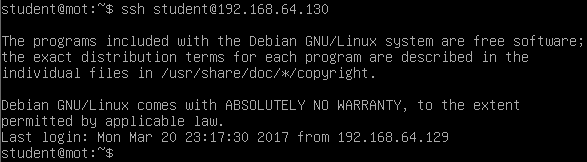 student@mot:~$ ssh student@192.168.64.130
The programs included with the Debian GNU/Linux system are free software;
the exact distribution terms for each program are described in the
individual files in /usr/share/doc/*/copyright.
Debian GNU/Linux comes with ABSOLUTELY NO WARRANTY, to the extent
permitted by applicable law.
Last login: Mon Mar 20 23:17:30 2017 from 192.168.64.129
student@mot:~$